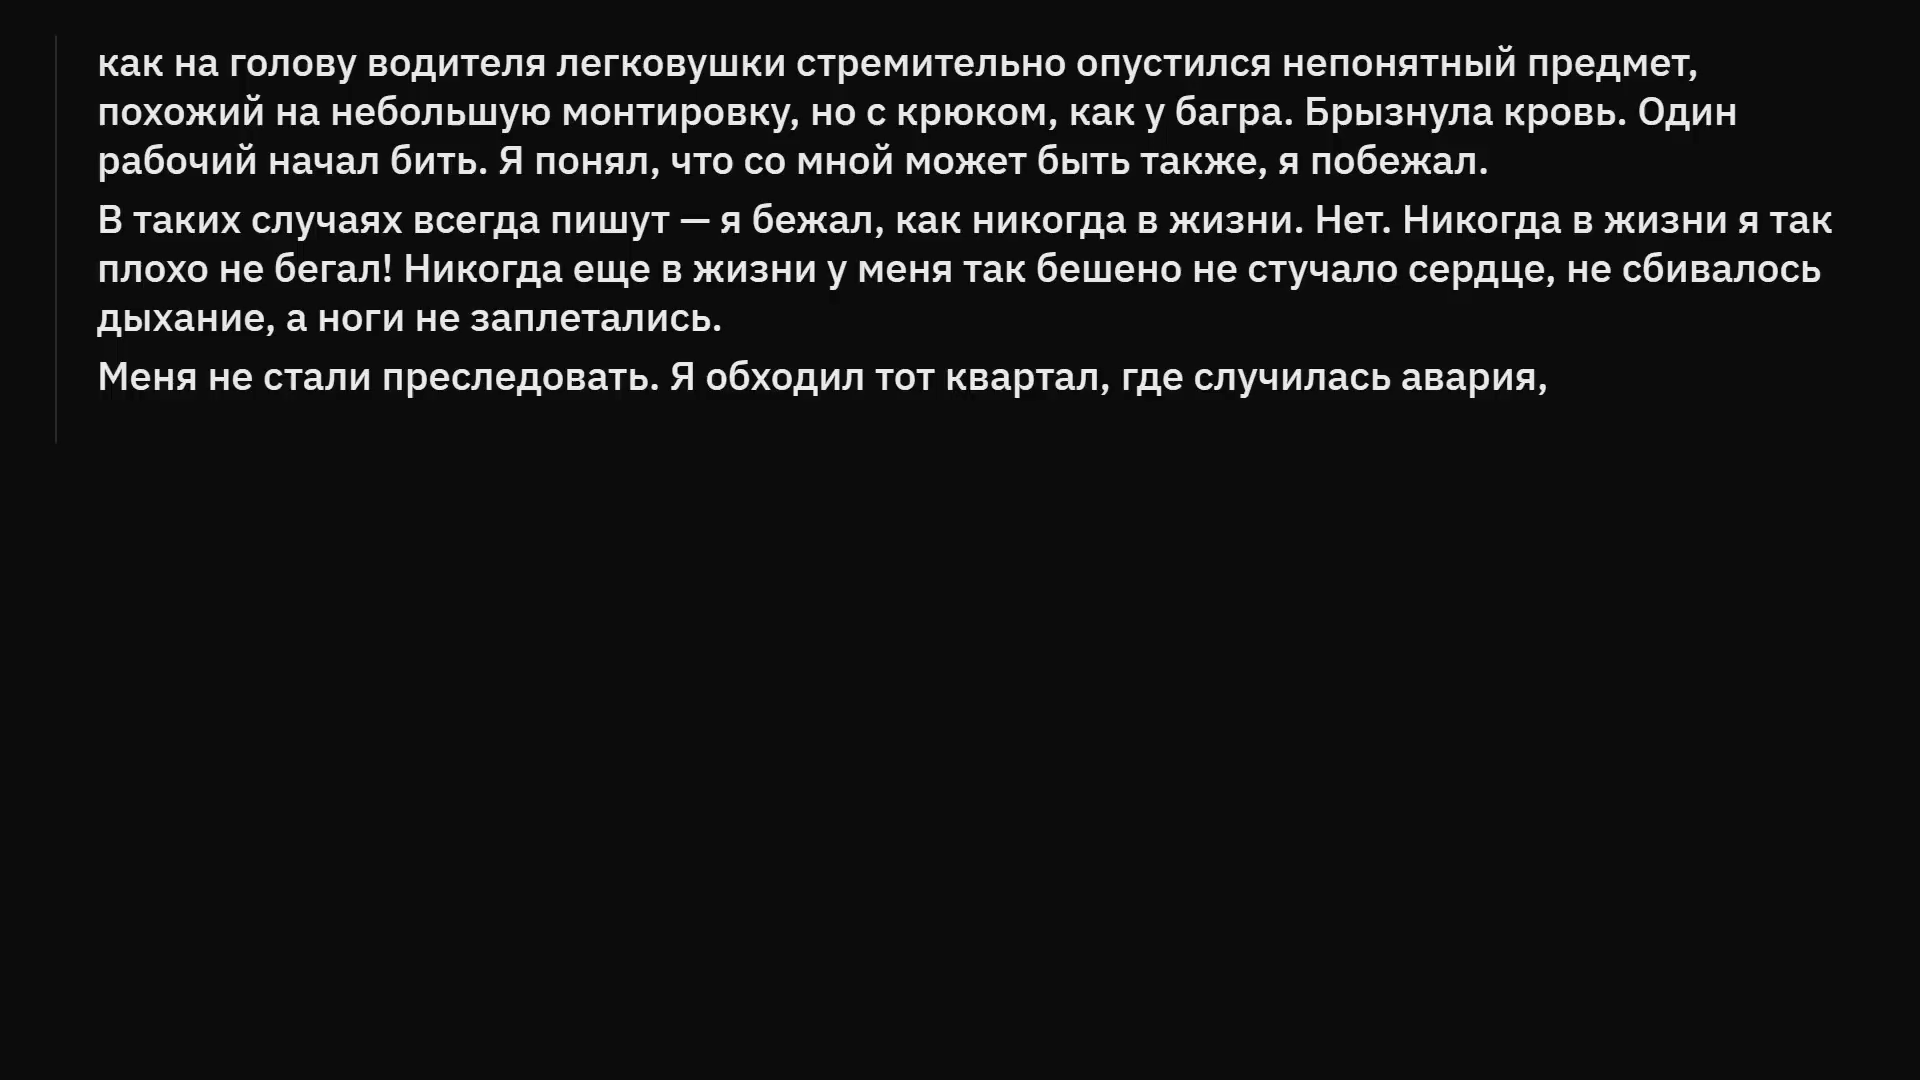 как на голову водителя легковушки стремительно опустился непонятный предмет,
похожий на небольшую монтировку, но с крюком, как у багра. Брызнула кровь. Один
рабочий начал бить. Я понял, что со мной может быть также, я побежал.
В таких случаях всегда пишут — я бежал, как никогда в жизни. Нет. Никогда в жизни я так
плохо не бегал! Никогда еще в жизни у меня так бешено не стучало сердце, не сбивалось
дыхание, а ноги не заплетались.
Меня не стали преследовать. Я обходил тот квартал, где случилась авария,